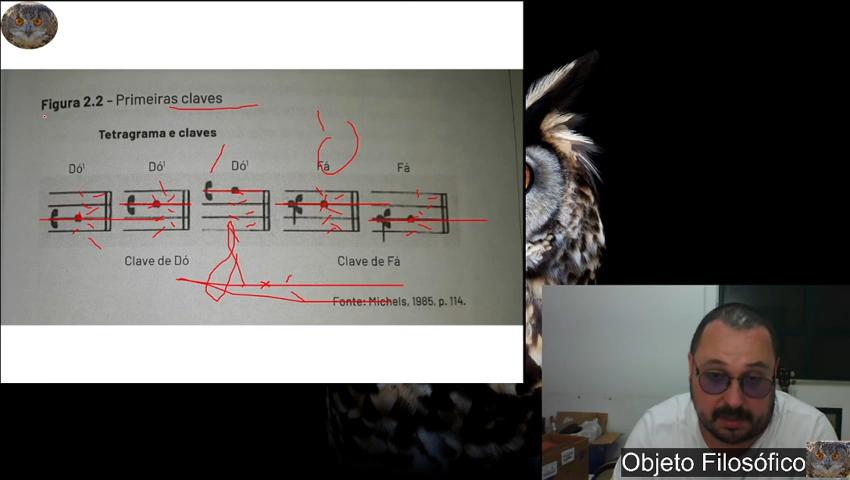 Figura 2.2 – Primeiras claves
Tetragrama e claves
Dó¹ Dó¹ Dó¹ Fá Fá
Clave de Dó Clave de Fá
Fonte: Michels, 1985, p. 114.
Objeto Filosófico